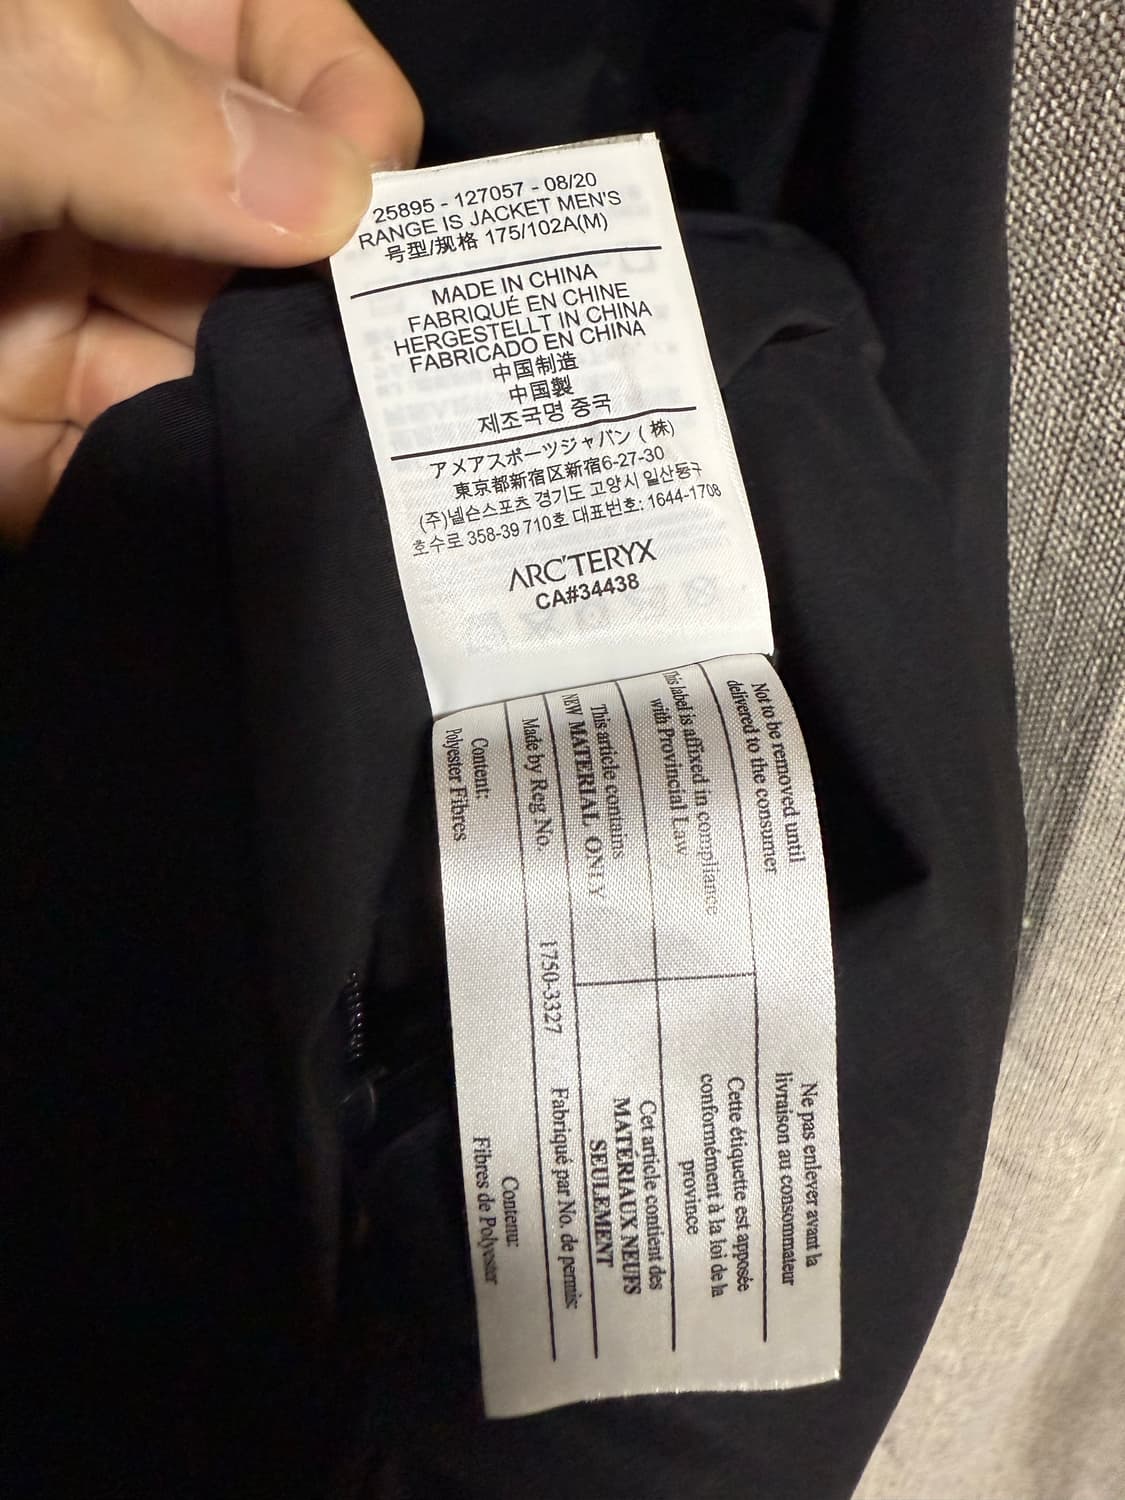 25895 - 127057 - 08/20
RANGE IS JACKET MEN'S
号型/规格 175/102A(M)
MADE IN CHINA
FABRIQUÉ EN CHINE
HERGESTELLT IN CHINA
FABRICADO EN CHINA
中国制造
中国製
제조국명 중국
アメアスポーツジャパン (株)
東京都新宿区新宿6-27-30
(주)넬슨스포츠 경기도 고양시 일산동구
호수로 358-39 710호 대표번호: 1644-1708
ARC'TERYX
CA#34438
Not to be removed until
delivered to the consumer
Ne pas enlever avant la
livraison au consommateur
This label is affixed in compliance
with Provincial Law
Cette étiquette est apposée
conformément à la loi de la
province
This article contains
NEW MATERIAL ONLY
Cet article contient des
MATÉRIAUX NEUFS
SEULEMENT
Made by Reg No. 1750-3327 Fabriqué par No. de permis:
Content:
Polyester Fibres
Contenu:
Fibres de Polyester